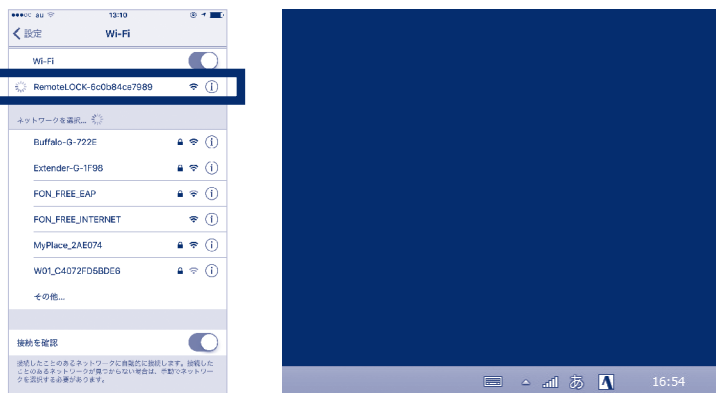 au 13:10
設定 Wi-Fi
Wi-Fi
RemoteLOCK-6c0b84ce7989
ネットワークを選択...
Buffalo-G-722E
Extender-G-1F98
FON_FREE_EAP
FON_FREE_INTERNET
MyPlace_2AE074
W01_C4072FD5BDE6
その他...
接続を確認
接続したことのあるネットワークに自動的に接続します。接続した
ことのあるネットワークが見つからない場合は、手動でネットワー
クを選択する必要があります。
あ A 16:54